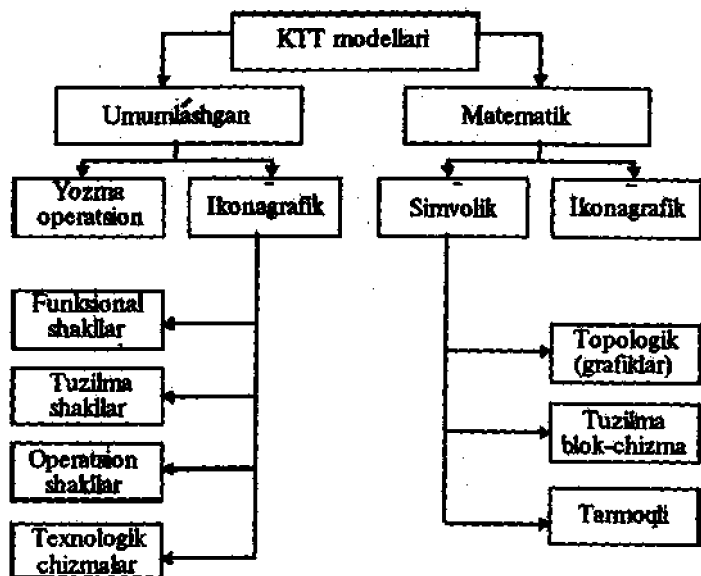 KTT modellari
Umumlashgan
Matematik
Yozma
operatsion
Ikonagrafik
Simvolik
Ikonagrafik
Funksional
shakllar
Tuzilma
shakllar
Operatsion
shakllar
Texnologik
chizmalar
Topologik
(grafiklar)
Tuzilma
blok-chizma
Tarmoqli